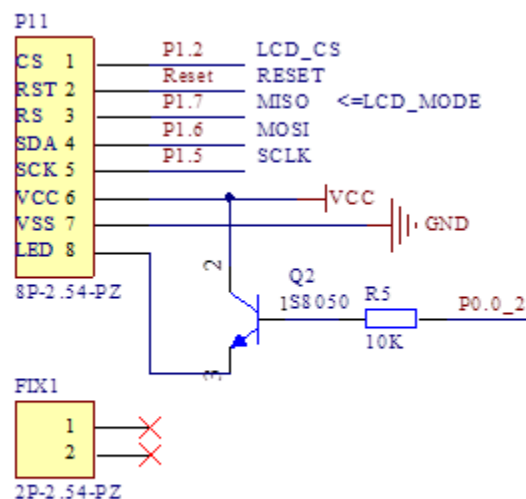 P11
CS 1 P1.2 LCD_CS
RST 2 Reset RESET
RS 3 P1.7 MISO <=LCD_MODE
SDA 4 P1.6 MOSI
SCK 5 P1.5 SCLK
VCC 6 VCC
VSS 7 GND
LED 8
8P-2.54-PZ
2
Q2
1 S8050
R5
10K
P0.0_2
3
FIX1
1
2
2P-2.54-PZ